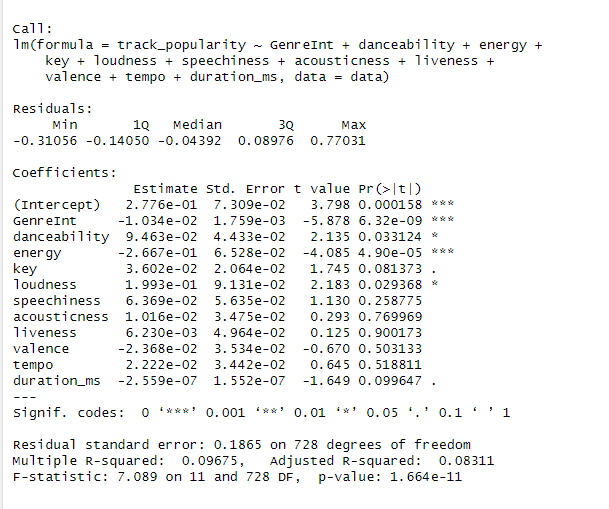 Call:
lm(formula = track_popularity ~ GenreInt + danceability + energy +
    key + loudness + speechiness + acousticness + liveness +
    valence + tempo + duration_ms, data = data)
Residuals:
     Min       1Q   Median       3Q      Max
-0.31056 -0.14050 -0.04392  0.08976  0.77031
Coefficients:
               Estimate Std. Error t value Pr(>|t|)
(Intercept)   2.776e-01  7.309e-02   3.798 0.000158 ***
GenreInt     -1.034e-02  1.759e-03  -5.878 6.32e-09 ***
danceability  9.463e-02  4.433e-02   2.135 0.033124 *
energy       -2.667e-01  6.528e-02  -4.085 4.90e-05 ***
key           3.602e-02  2.064e-02   1.745 0.081373 .
loudness      1.993e-01  9.131e-02   2.183 0.029368 *
speechiness   6.369e-02  5.635e-02   1.130 0.258775
acousticness  1.016e-02  3.475e-02   0.293 0.769969
liveness      6.230e-03  4.964e-02   0.125 0.900173
valence      -2.368e-02  3.534e-02  -0.670 0.503133
tempo         2.222e-02  3.442e-02   0.645 0.518811
duration_ms  -2.559e-07  1.552e-07  -1.649 0.099647 .
---
Signif. codes:  0 ‘***’ 0.001 ‘**’ 0.01 ‘*’ 0.05 ‘.’ 0.1 ‘ ’ 1
Residual standard error: 0.1865 on 728 degrees of freedom
Multiple R-squared:  0.09675,   Adjusted R-squared:  0.08311
F-statistic: 7.089 on 11 and 728 DF,  p-value: 1.664e-11